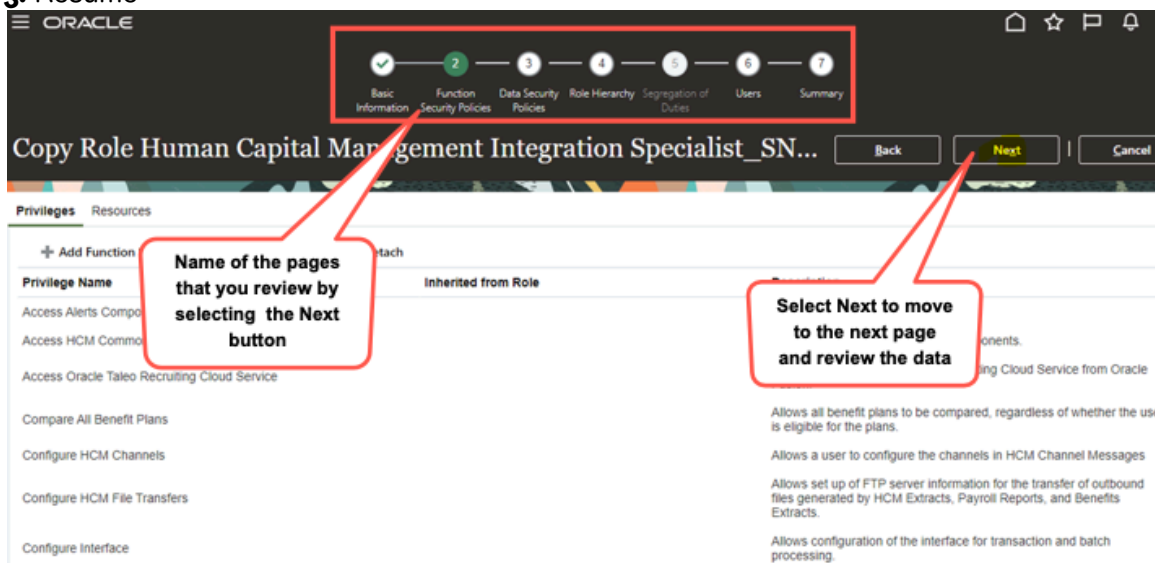 3. Resume
ORACLE
2 3 4 5 6 7
Basic Information
Function Security Policies
Data Security Policies
Role Hierarchy
Segregation of Duties
Users
Summary
Copy Role Human Capital Management Integration Specialist_SN...
Back
Next
Cancel
Privileges Resources
Add Function
Name of the pages
that you review by
selecting the Next
button
Select Next to move
to the next page
and review the data
Privilege Name
Inherited from Role
Access Alerts
Access HCM
Access Oracle Taleo Recruiting Cloud Service
Cloud Service from Oracle
Compare All Benefit Plans
Allows all benefit plans to be compared, regardless of whether the
is eligible for the plans.
Configure HCM Channels
Allows a user to configure the channels in HCM Channel Messages
Configure HCM File Transfers
Allows set up of FTP server information for the transfer of outbound
files generated by HCM Extracts, Payroll Reports, and Benefits
Extracts.
Configure Interface
Allows configuration of the interface for transaction and batch
processing.